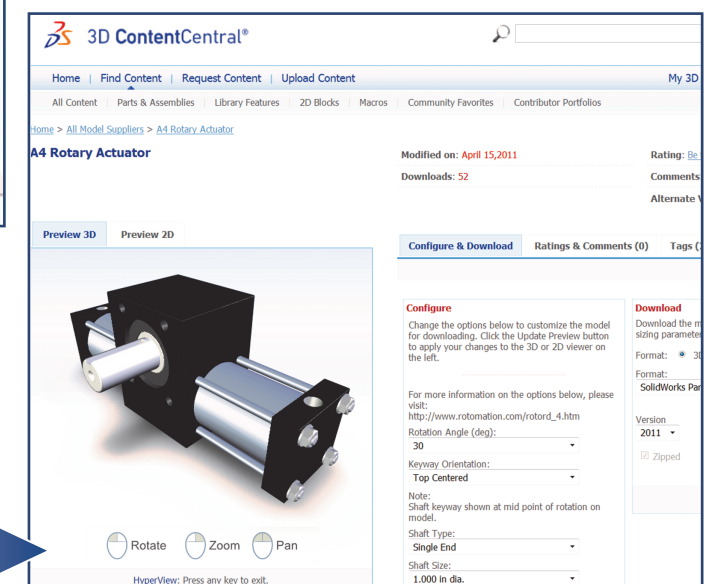 3D ContentCentral®
Home | Find Content | Request Content | Upload Content
My 3D
All Content | Parts & Assemblies | Library Features | 2D Blocks | Macros | Community Favorites | Contributor Portfolios
Home > All Model Suppliers > A4 Rotary Actuator
A4 Rotary Actuator
Modified on: April 15,2011
Rating: Be
Downloads: 52
Comments
Alternate
Preview 3D
Preview 2D
Configure & Download
Ratings & Comments (0)
Tags (
Configure
Change the options below to customize the model
for downloading. Click the Update Preview button
to apply your changes to the 3D or 2D viewer on
the left.
For more information on the options below, please
visit:
http://www.rotomation.com/rotord_4.htm
Rotation Angle (deg):
30
Keyway Orientation:
Top Centered
Note:
Shaft keyway shown at mid point of rotation on
model.
Shaft Type:
Single End
Shaft Size:
1.000 in dia.
Download
Download the m
sizing parameter
Format: 3D
Format:
SolidWorks Par
Version
2011
Zipped
Rotate
Zoom
Pan
HyperView: Press any key to exit.